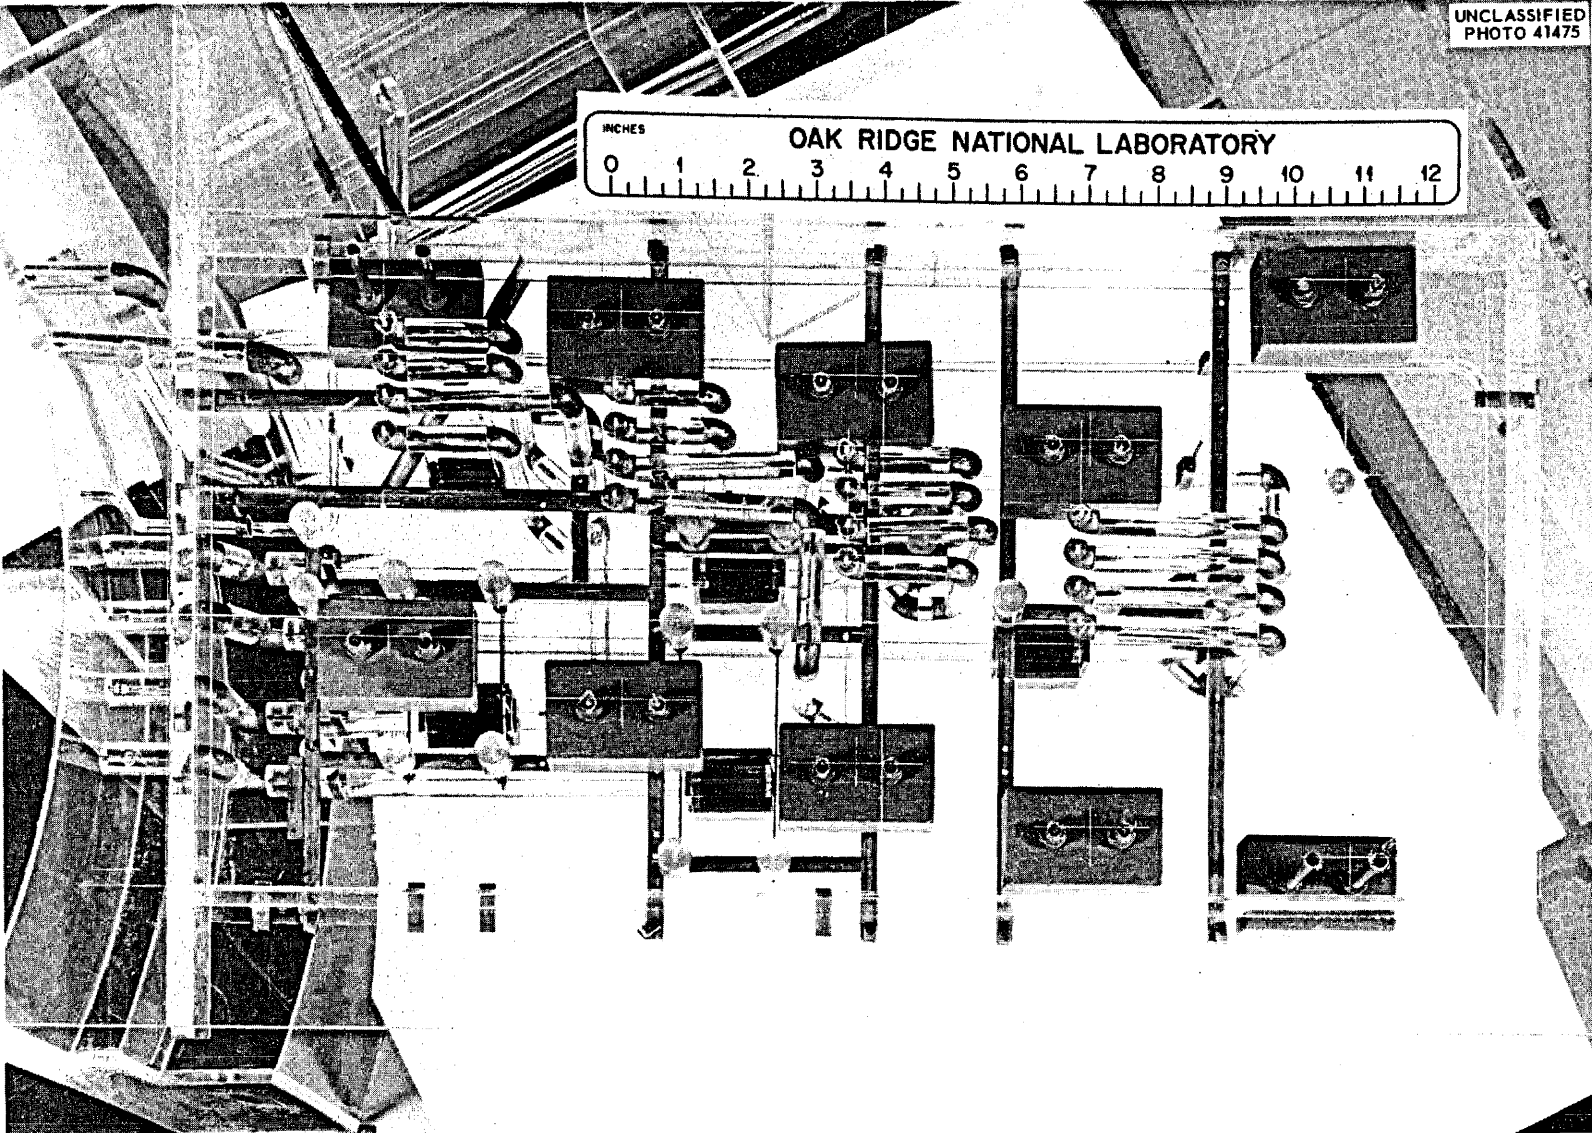 UNCLASSIFIED
PHOTO 41475
INCHES
OAK RIDGE NATIONAL LABORATORY
0 1 2 3 4 5 6 7 8 9 10 11 12